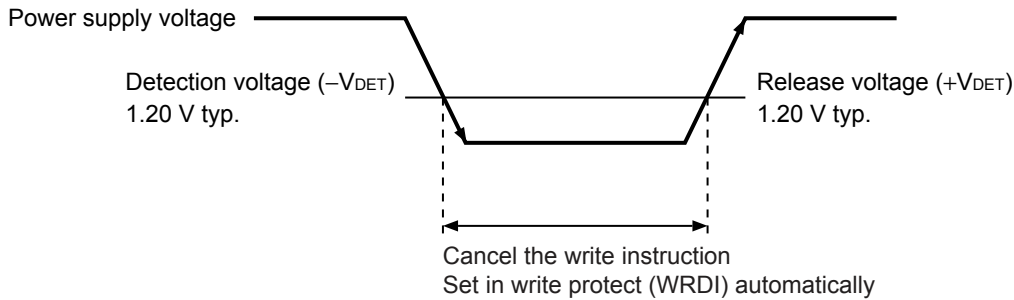 Power supply voltage
Detection voltage (−VDET)
1.20 V typ.
Release voltage (+VDET)
1.20 V typ.
Cancel the write instruction
Set in write protect (WRDI) automatically